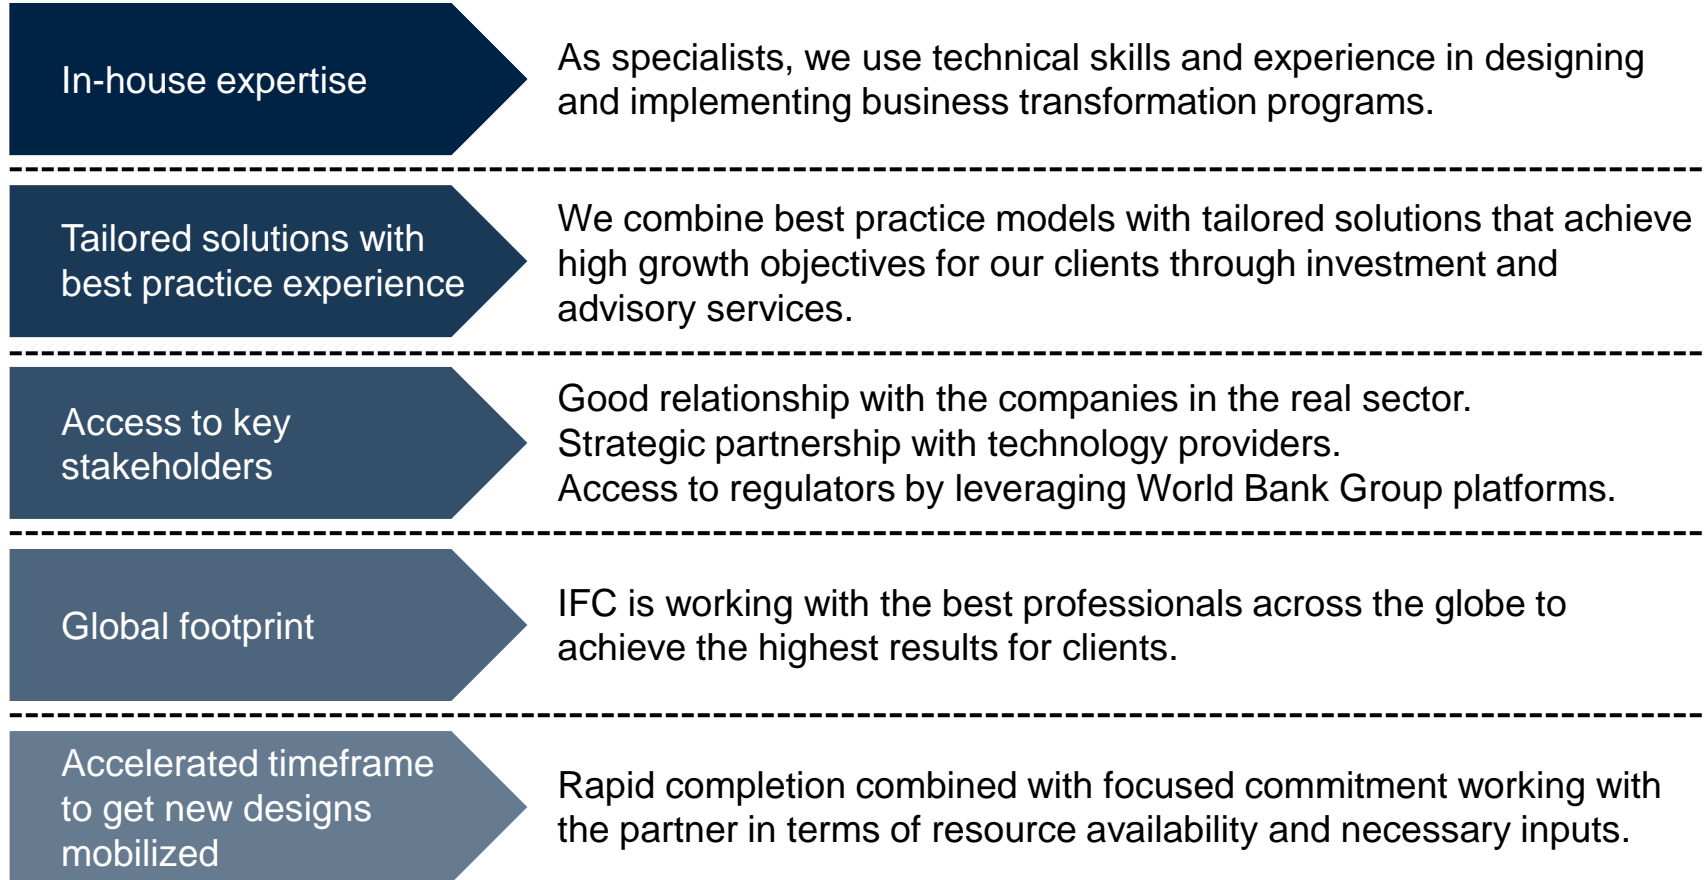 In-house expertise
As specialists, we use technical skills and experience in designing
and implementing business transformation programs.
Tailored solutions with
best practice experience
We combine best practice models with tailored solutions that achieve
high growth objectives for our clients through investment and
advisory services.
Access to key
stakeholders
Good relationship with the companies in the real sector.
Strategic partnership with technology providers.
Access to regulators by leveraging World Bank Group platforms.
Global footprint
IFC is working with the best professionals across the globe to
achieve the highest results for clients.
Accelerated timeframe
to get new designs
mobilized
Rapid completion combined with focused commitment working with
the partner in terms of resource availability and necessary inputs.